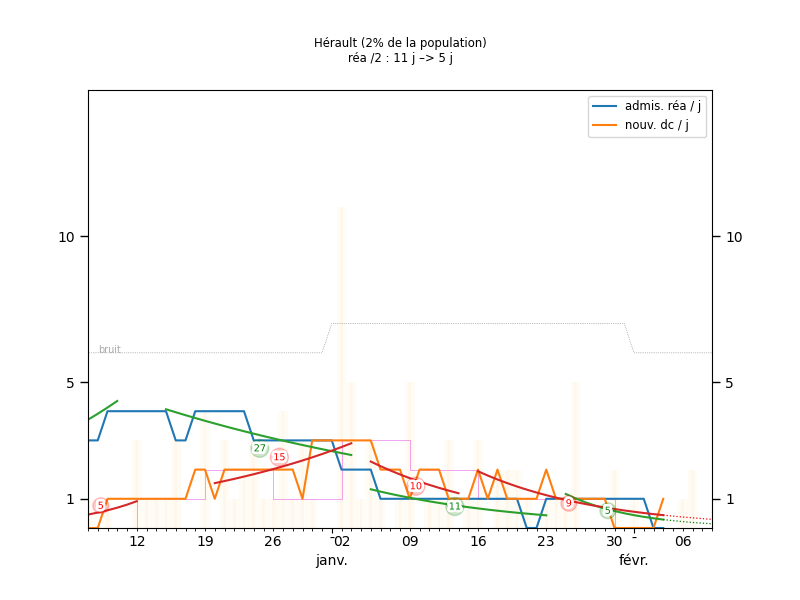 Hérault (2% de la population)
réa /2 : 11 j –> 5 j
admis. réa / j
nouv. dc / j
10 10
bruit
5 5
27
15
10
11
9
5
5
1 1
12 19 26 02 09 16 23 30 06
janv. févr.